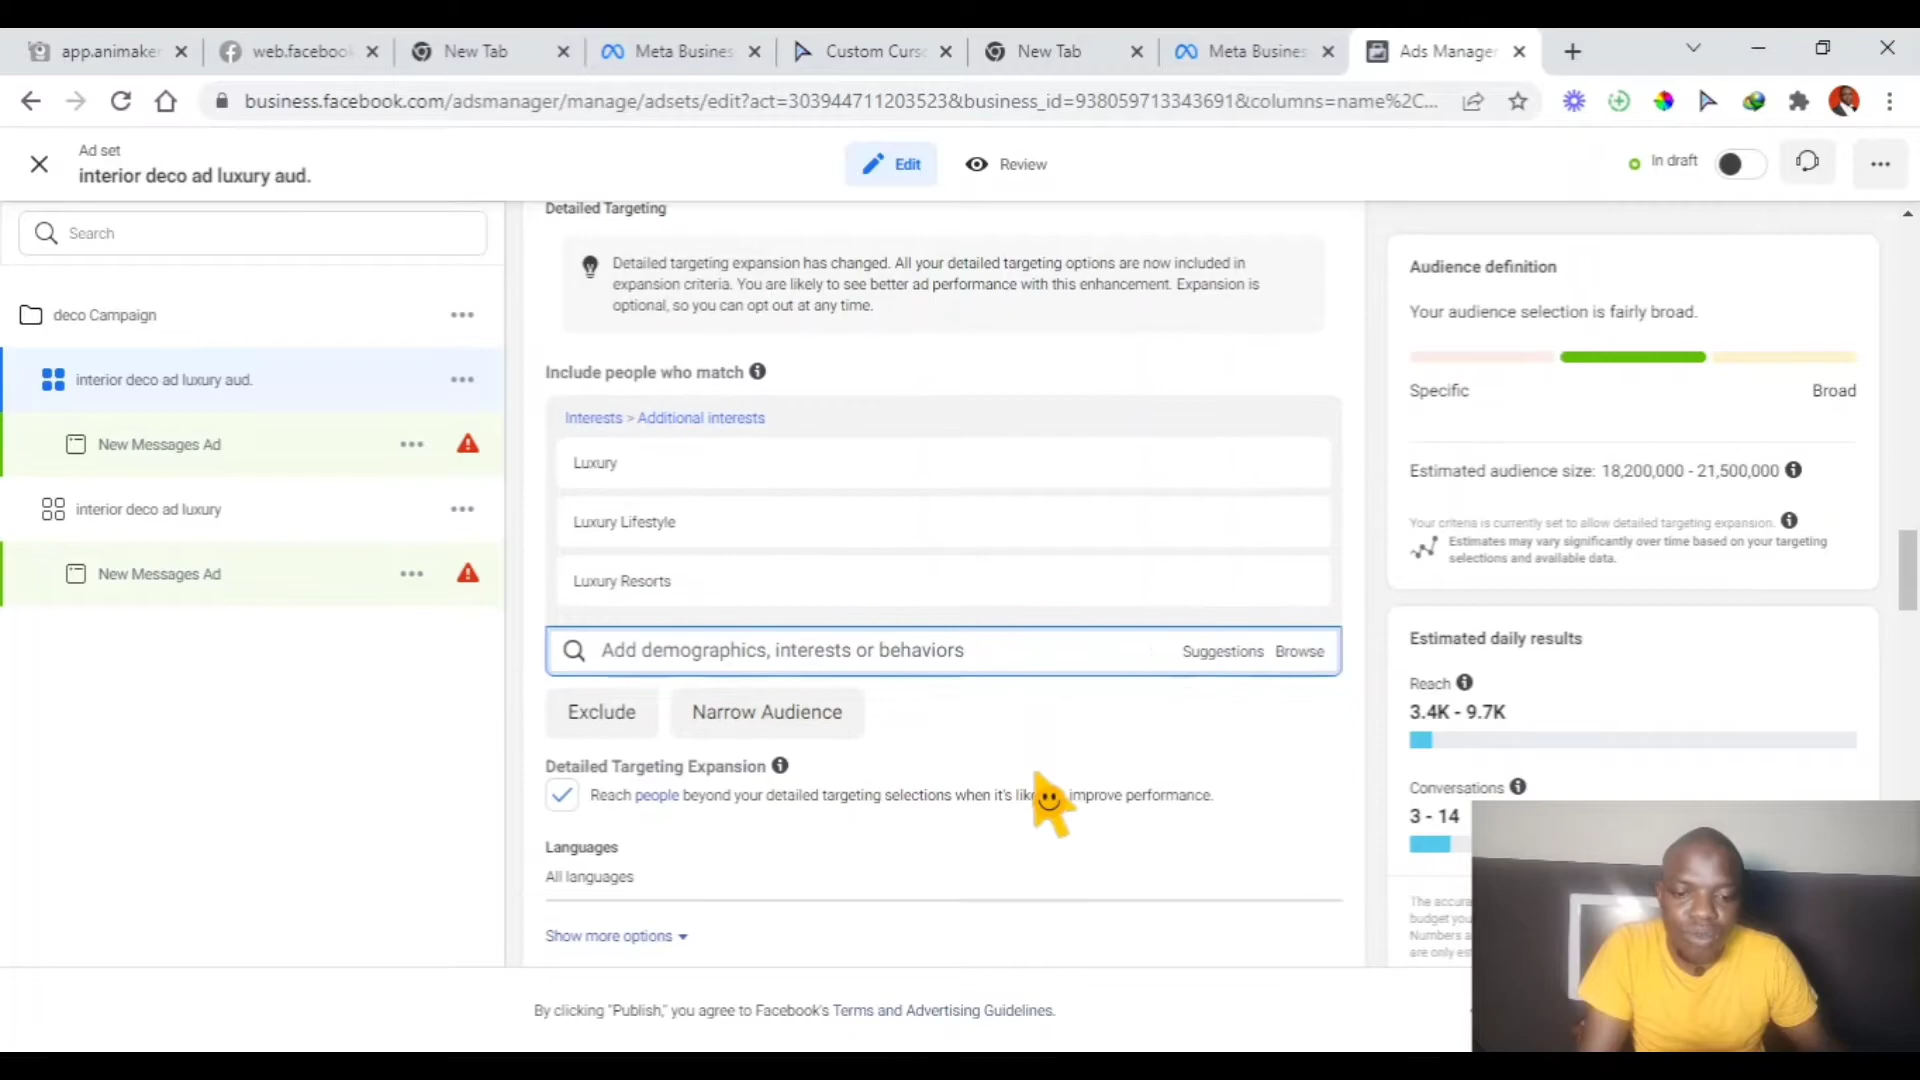 app.animaker
web.facebook
New Tab
Meta Busines
Custom Curs
New Tab
Meta Busines
Ads Manager
business.facebook.com/adsmanager/manage/adsets/edit?act=303944711203523&business_id=938059713343691&columns=name%2C...
Ad set
interior deco ad luxury aud.
Edit
Review
In draft
Search
deco Campaign
interior deco ad luxury aud.
New Messages Ad
interior deco ad luxury
New Messages Ad
Detailed Targeting
Detailed targeting expansion has changed. All your detailed targeting options are now included in
expansion criteria. You are likely to see better ad performance with this enhancement. Expansion is
optional, so you can opt out at any time.
Include people who match
Interests > Additional interests
Luxury
Luxury Lifestyle
Luxury Resorts
Add demographics, interests or behaviors
Suggestions
Browse
Exclude
Narrow Audience
Detailed Targeting Expansion
Reach people beyond your detailed targeting selections when it's improve performance.
Languages
All languages
Show more options
By clicking "Publish," you agree to Facebook's Terms and Advertising Guidelines.
Audience definition
Your audience selection is fairly broad.
Specific
Broad
Estimated audience size: 18,200,000 - 21,500,000
Your criteria is currently set to allow detailed targeting expansion.
Estimates may vary significantly over time based on your targeting
selections and available data.
Estimated daily results
Reach
3.4K - 9.7K
Conversations
3 - 14
The accura
budget you
Numbers a
are only es